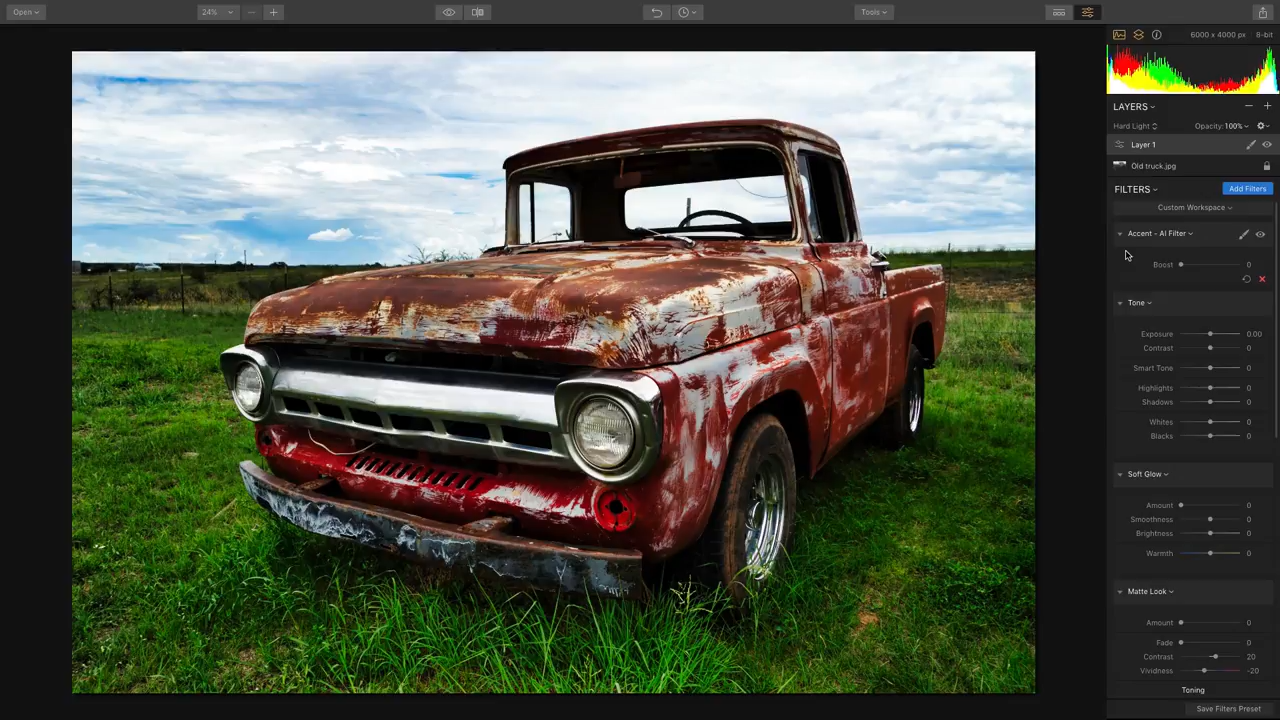 Open
24%
Tools
6000 x 4000 px 8-bit
LAYERS
Hard Light Opacity: 100%
Layer 1
Old truck.jpg
FILTERS Add Filters
Custom Workspace
Accent - AI Filter
Boost 0
Tone
Exposure 0.00
Contrast 0
Smart Tone 0
Highlights 0
Shadows 0
Whites 0
Blacks 0
Soft Glow
Amount 0
Smoothness 0
Brightness 0
Warmth 0
Matte Look
Amount 0
Fade 0
Contrast 20
Vividness -20
Toning
Save Filters Preset